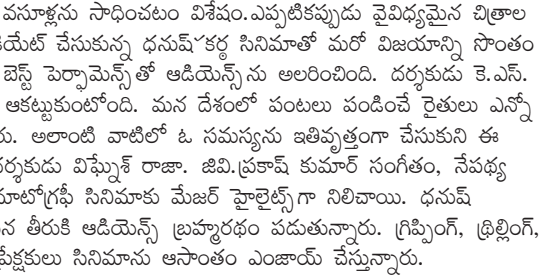 వసూళ్లను సాధించటం విశేషం.ఎప్పటికప్పుడు వైవిధ్యమైన చిత్రాల
కియేట్ చేసుకున్న ధనుష్ కర్ణ సినిమాతో మరో విజయాన్ని సొంతం
బెస్ట్ పెర్ఫామెన్స్‌తో ఆడియెన్స్‌ను అలరించింది. దర్శకుడు కె.ఎస్.
ఆకట్టుకుంటోంది. మన దేశంలో పంటలు పండించే రైతులు ఎన్నో
రు. అలాంటి వాటిలో ఓ సమస్యను ఇతివృత్తంగా చేసుకుని ఈ
దర్శకుడు విఘ్నేశ్ రాజా. జివి.ప్రకాష్ కుమార్ సంగీతం, నేపథ్య
మాటోగ్రఫీ సినిమాకు మేజర్ హైలైట్స్‌గా నిలిచాయి. ధనుష్
న తీరుకి ఆడియెన్స్ బ్రహ్మరథం పడుతున్నారు. గ్రిప్పింగ్, థ్రిల్లింగ్,
ప్రేక్షకులు సినిమాను ఆసాంతం ఎంజాయ్ చేస్తున్నారు.